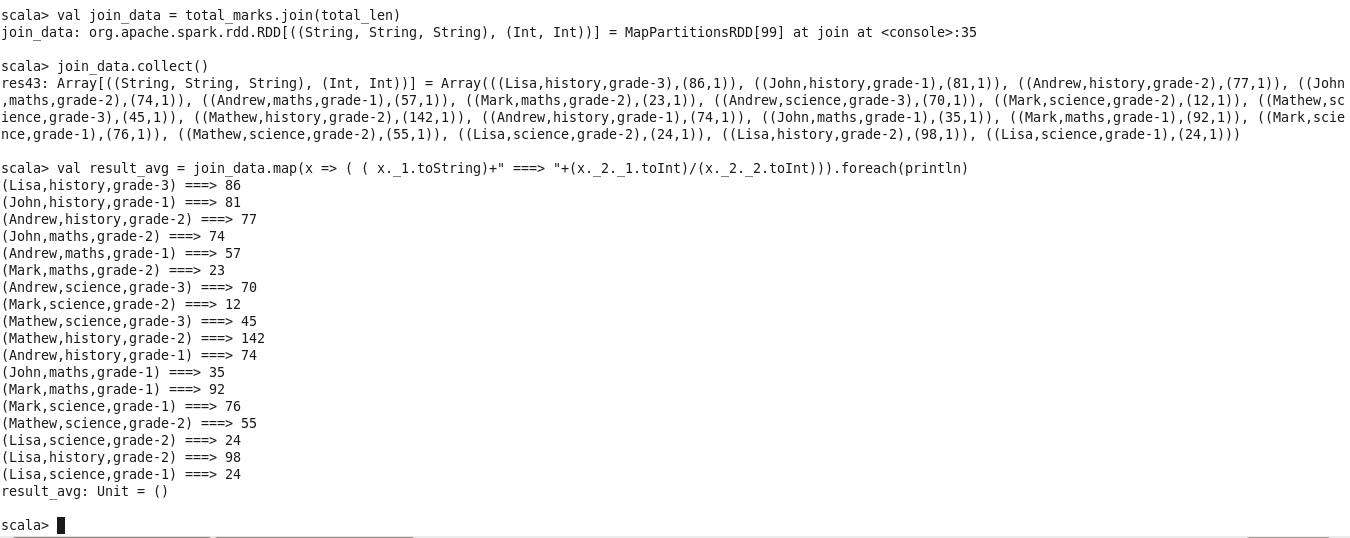 scala> val join_data = total_marks.join(total_len)
join_data: org.apache.spark.rdd.RDD[((String, String, String), (Int, Int))] = MapPartitionsRDD[99] at join at <console>:35
scala> join_data.collect()
res43: Array[((String, String, String), (Int, Int))] = Array(((Lisa,history,grade-3),(86,1)), ((John,history,grade-1),(81,1)), ((Andrew,history,grade-2),(77,1)), ((John
,maths,grade-2),(74,1)), ((Andrew,maths,grade-1),(57,1)), ((Mark,maths,grade-2),(23,1)), ((Andrew,science,grade-3),(70,1)), ((Mark,science,grade-2),(12,1)), ((Mathew,sc
ience,grade-3),(45,1)), ((Mathew,history,grade-2),(142,1)), ((Andrew,history,grade-1),(74,1)), ((John,maths,grade-1),(35,1)), ((Mark,maths,grade-1),(92,1)), ((Mark,scie
nce,grade-1),(76,1)), ((Mathew,science,grade-2),(55,1)), ((Lisa,science,grade-2),(24,1)), ((Lisa,history,grade-2),(98,1)), ((Lisa,science,grade-1),(24,1)))
scala> val result_avg = join_data.map(x => ( ( x._1.toString)+" ===> "+(x._2._1.toInt)/(x._2._2.toInt))).foreach(println)
(Lisa,history,grade-3) ===> 86
(John,history,grade-1) ===> 81
(Andrew,history,grade-2) ===> 77
(John,maths,grade-2) ===> 74
(Andrew,maths,grade-1) ===> 57
(Mark,maths,grade-2) ===> 23
(Andrew,science,grade-3) ===> 70
(Mark,science,grade-2) ===> 12
(Mathew,science,grade-3) ===> 45
(Mathew,history,grade-2) ===> 142
(Andrew,history,grade-1) ===> 74
(John,maths,grade-1) ===> 35
(Mark,maths,grade-1) ===> 92
(Mark,science,grade-1) ===> 76
(Mathew,science,grade-2) ===> 55
(Lisa,science,grade-2) ===> 24
(Lisa,history,grade-2) ===> 98
(Lisa,science,grade-1) ===> 24
result_avg: Unit = ()
scala>